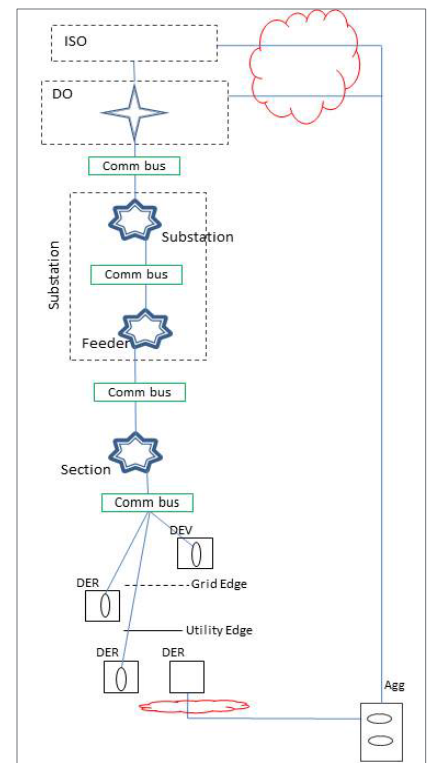 ISO
DO
Comm bus
Substation
Substation
Comm bus
Feeder
Comm bus
Section
Comm bus
DEV
DER
Grid Edge
Utility Edge
DER
DER
Agg